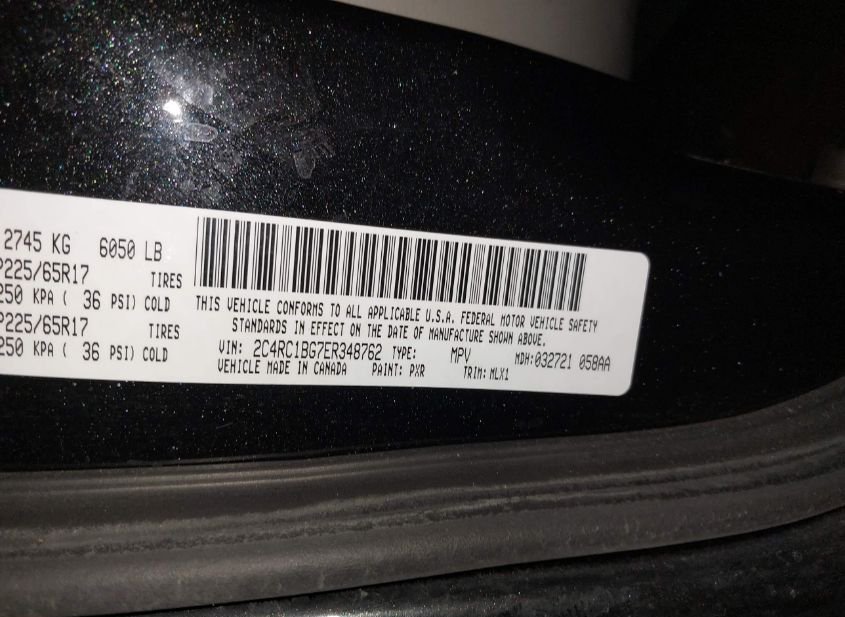 2745 KG 6050 LB
P225/65R17 TIRES
250 KPA ( 36 PSI) COLD
P225/65R17 TIRES
250 KPA ( 36 PSI) COLD
THIS VEHICLE CONFORMS TO ALL APPLICABLE U.S.A. FEDERAL MOTOR VEHICLE SAFETY
STANDARDS IN EFFECT ON THE DATE OF MANUFACTURE SHOWN ABOVE.
VIN: 2C4RC1BG7ER348762 TYPE: MPV MDH:032721 058AA
VEHICLE MADE IN CANADA PAINT: PXR TRIM: MLX1